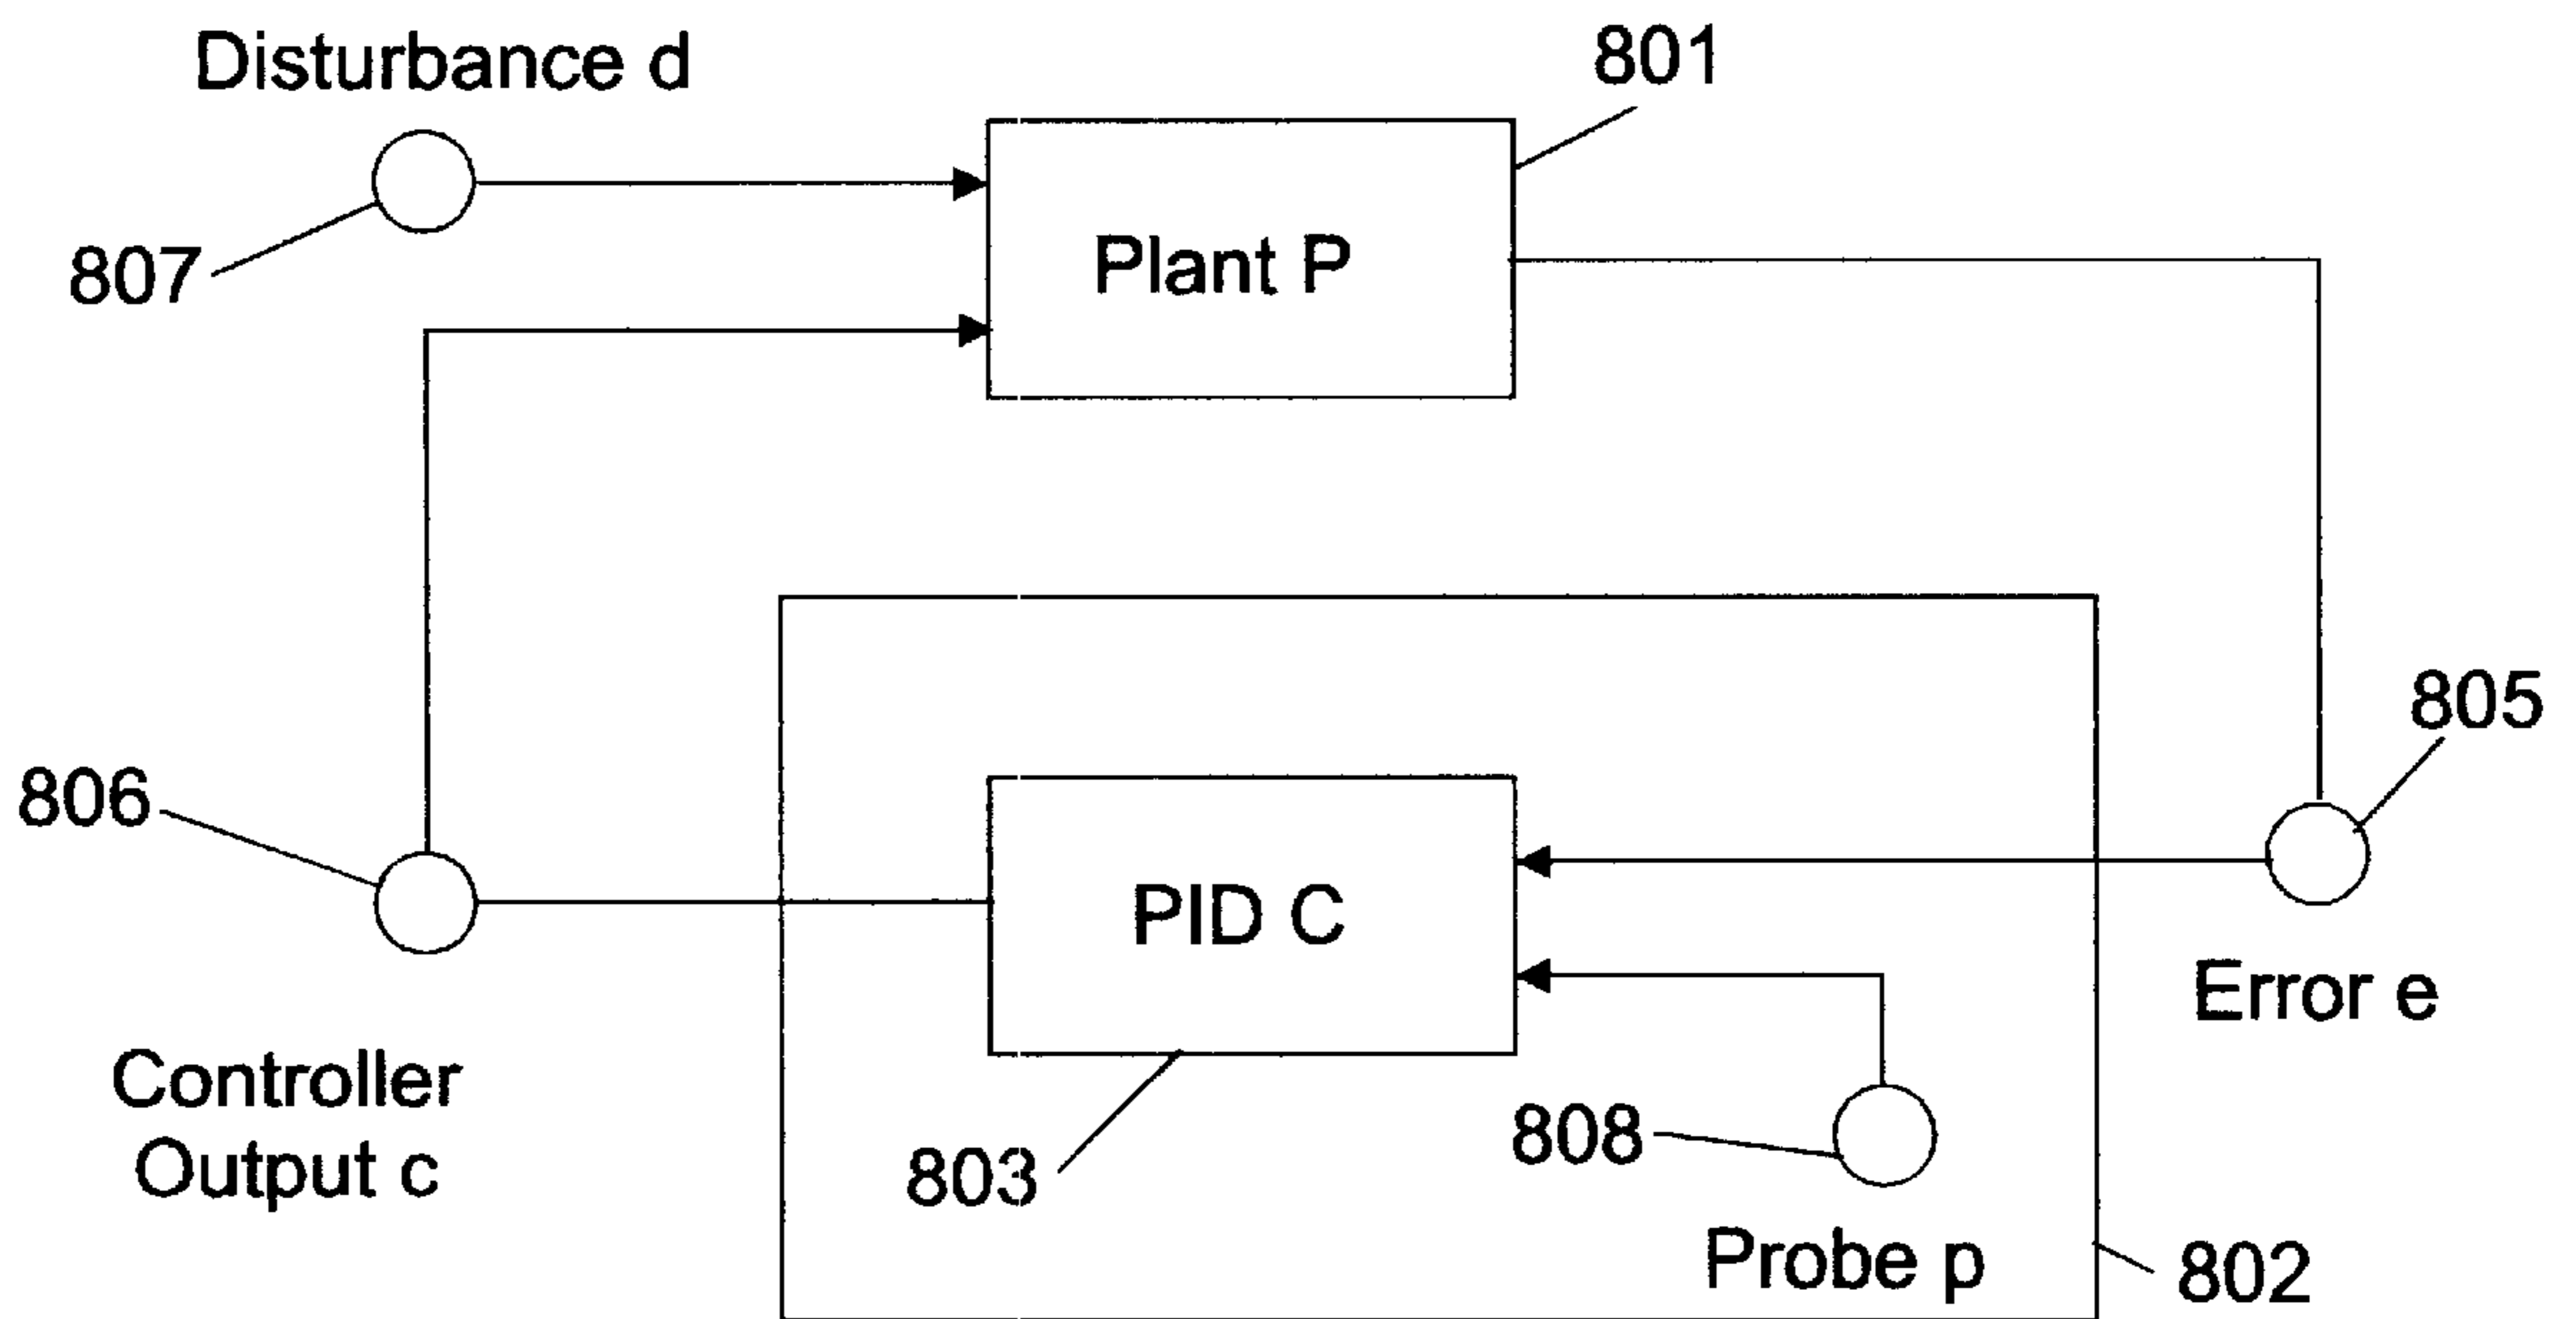 Disturbance d
801
807
Plant P
805
806
PID C
Error e
Controller
Output c
803
808
Probe p
802